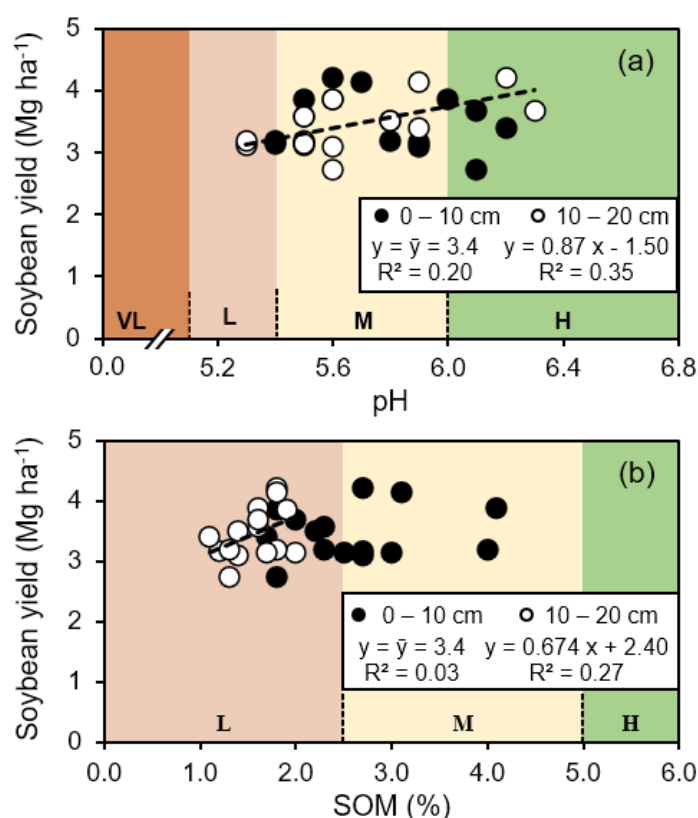 (a)
Soybean yield (Mg ha⁻¹)
5
4
3
2
1
0
● 0 – 10 cm ○ 10 – 20 cm
y = ȳ = 3.4 y = 0.87 x - 1.50
R² = 0.20 R² = 0.35
VL L M H
0.0 5.2 5.6 6.0 6.4 6.8
pH
(b)
Soybean yield (Mg ha⁻¹)
5
4
3
2
1
0
● 0 – 10 cm ○ 10 – 20 cm
y = ȳ = 3.4 y = 0.674 x + 2.40
R² = 0.03 R² = 0.27
L M H
0.0 1.0 2.0 3.0 4.0 5.0 6.0
SOM (%)